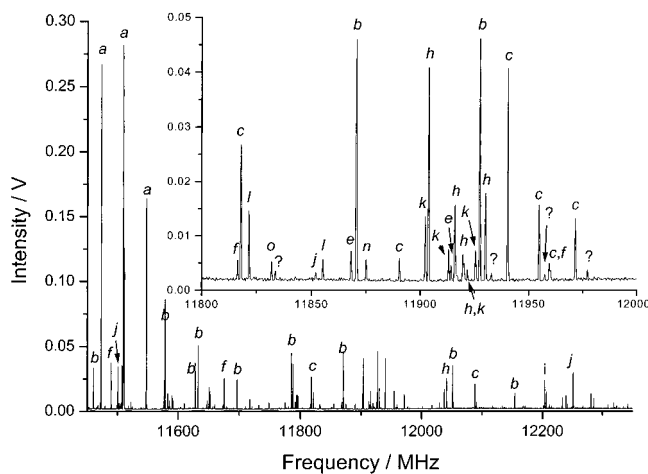 0.30
0.25
0.20
0.15
0.10
0.05
0.00
Intensity / V
a
a
a
b
f
j
b
b
b
f
b
b
c
b
h
b
c
b
i
j
11600
11800
12000
12200
Frequency / MHz
0.05
0.04
0.03
0.02
0.01
0.00
f
c
l
o
?
j
l
e
b
n
c
k
h
k
e
h
h
h,k
k
b
h
?
c
c
?
c,f
c
?
11800
11850
11900
11950
12000